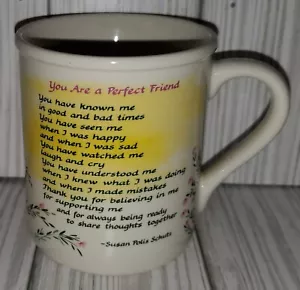 You Are a Perfect Friend
You have known me
in good and bad times
You have seen me
when I was happy
and when I was sad
You have watched me
laugh and cry
You have understood me
when I knew what I was doing
and when I made mistakes
Thank you for believing in me
for supporting me
and for always being ready
to share thoughts together
-Susan Polis Schutz